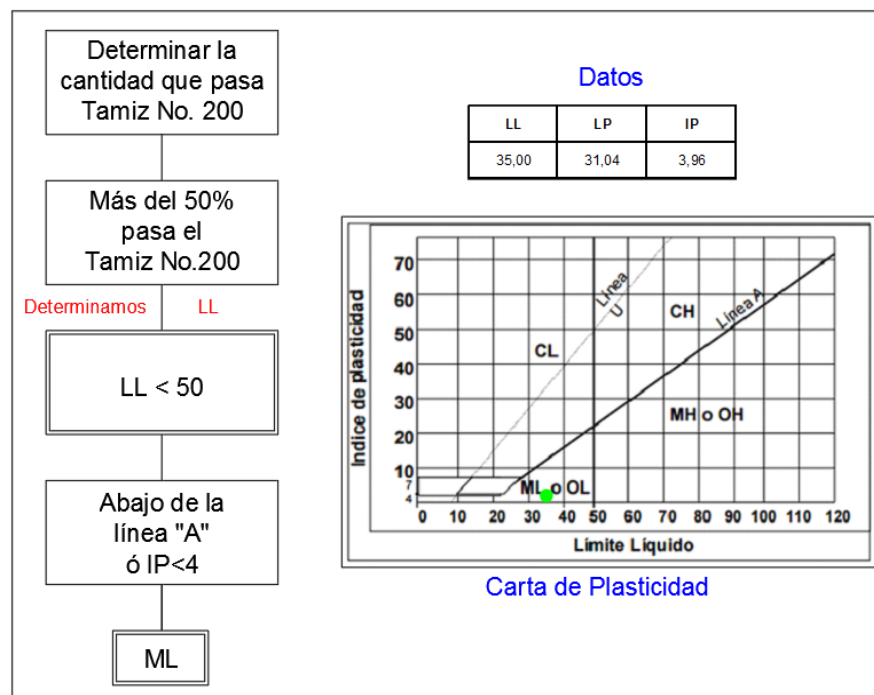 Determinar la
cantidad que pasa
Tamiz No. 200
Más del 50%
pasa el
Tamiz No.200
Determinamos LL
LL < 50
Abajo de la
línea "A"
ó IP<4
ML
Datos
LL LP IP
35,00 31,04 3,96
Indice de plasticidad
70
60
50
40
30
20
10
7
4
Línea
U
CH
Línea A
CL
MH o OH
ML o OL
0 10 20 30 40 50 60 70 80 90 100 110 120
Límite Líquido
Carta de Plasticidad